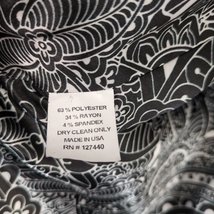 63 % POLYESTER
34 % RAYON
4 % SPANDEX
DRY CLEAN ONLY
MADE IN USA
RN # 127440